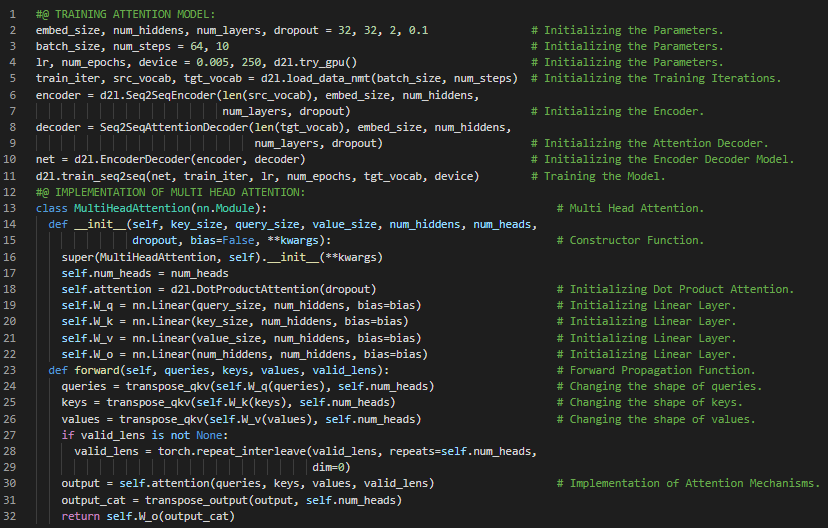 1 #@ TRAINING ATTENTION MODEL:
2 embed_size, num_hiddens, num_layers, dropout = 32, 32, 2, 0.1 # Initializing the Parameters.
3 batch_size, num_steps = 64, 10 # Initializing the Parameters.
4 lr, num_epochs, device = 0.005, 250, d2l.try_gpu() # Initializing the Parameters.
5 train_iter, src_vocab, tgt_vocab = d2l.load_data_nmt(batch_size, num_steps) # Initializing the Training Iterations.
6 encoder = d2l.Seq2SeqEncoder(len(src_vocab), embed_size, num_hiddens,
7 num_layers, dropout) # Initializing the Encoder.
8 decoder = Seq2SeqAttentionDecoder(len(tgt_vocab), embed_size, num_hiddens,
9 num_layers, dropout) # Initializing the Attention Decoder.
10 net = d2l.EncoderDecoder(encoder, decoder) # Initializing the Encoder Decoder Model.
11 d2l.train_seq2seq(net, train_iter, lr, num_epochs, tgt_vocab, device) # Training the Model.
12 #@ IMPLEMENTATION OF MULTI HEAD ATTENTION:
13 class MultiHeadAttention(nn.Module): # Multi Head Attention.
14 def __init__(self, key_size, query_size, value_size, num_hiddens, num_heads,
15 dropout, bias=False, **kwargs): # Constructor Function.
16 super(MultiHeadAttention, self).__init__(**kwargs)
17 self.num_heads = num_heads
18 self.attention = d2l.DotProductAttention(dropout) # Initializing Dot Product Attention.
19 self.W_q = nn.Linear(query_size, num_hiddens, bias=bias) # Initializing Linear Layer.
20 self.W_k = nn.Linear(key_size, num_hiddens, bias=bias) # Initializing Linear Layer.
21 self.W_v = nn.Linear(value_size, num_hiddens, bias=bias) # Initializing Linear Layer.
22 self.W_o = nn.Linear(num_hiddens, num_hiddens, bias=bias) # Initializing Linear Layer.
23 def forward(self, queries, keys, values, valid_lens): # Forward Propagation Function.
24 queries = transpose_qkv(self.W_q(queries), self.num_heads) # Changing the shape of queries.
25 keys = transpose_qkv(self.W_k(keys), self.num_heads) # Changing the shape of keys.
26 values = transpose_qkv(self.W_v(values), self.num_heads) # Changing the shape of values.
27 if valid_lens is not None:
28 valid_lens = torch.repeat_interleave(valid_lens, repeats=self.num_heads,
29 dim=0)
30 output = self.attention(queries, keys, values, valid_lens) # Implementation of Attention Mechanisms.
31 output_cat = transpose_output(output, self.num_heads)
32 return self.W_o(output_cat)